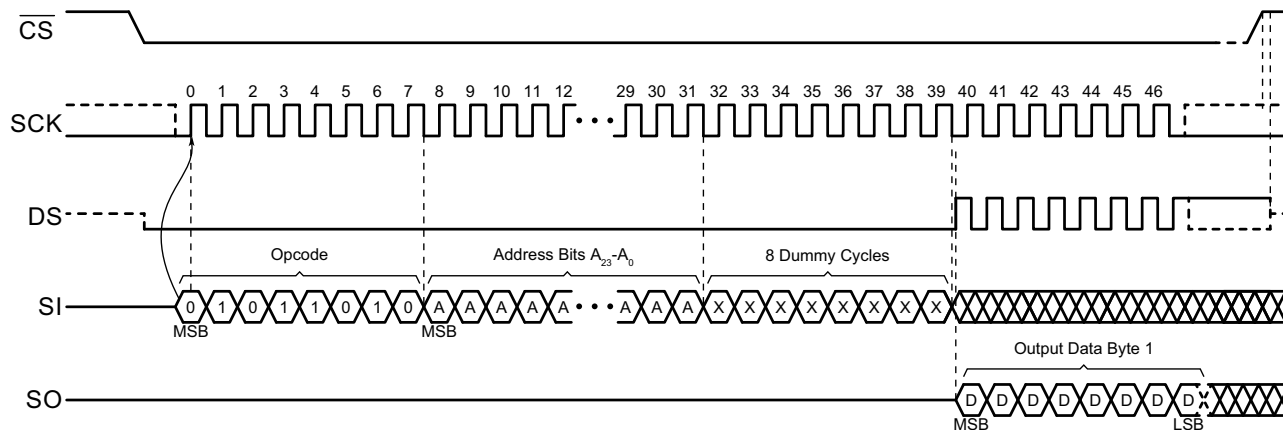 CS
0 1 2 3 4 5 6 7 8 9 10 11 12 29 30 31 32 33 34 35 36 37 38 39 40 41 42 43 44 45 46
SCK
DS
Opcode Address Bits A₂₃-A₀ 8 Dummy Cycles
SI 0 1 0 1 1 0 1 0 A A A A A ••• A A A X X X X X X X X
MSB MSB
Output Data Byte 1
SO D D D D D D D D
MSB LSB